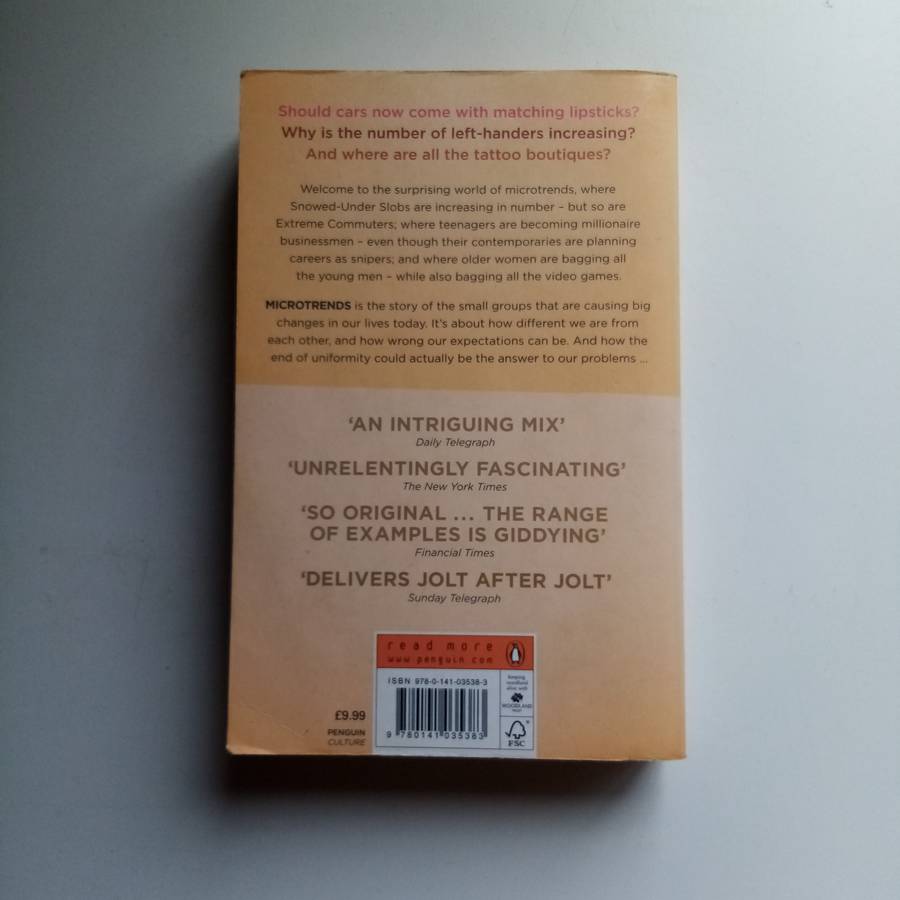 Should cars now come with matching lipsticks?
Why is the number of left-handers increasing?
And where are all the tattoo boutiques?
Welcome to the surprising world of microtrends, where
Snowed-Under Slobs are increasing in number – but so are
Extreme Commuters; where teenagers are becoming millionaire
businessmen – even though their contemporaries are planning
careers as snipers; and where older women are bagging all
the young men – while also bagging all the video games.
MICROTRENDS is the story of the small groups that are causing big
changes in our lives today. It's about how different we are from
each other, and how wrong our expectations can be. And how the
end of uniformity could actually be the answer to our problems ...
‘AN INTRIGUING MIX’
Daily Telegraph
‘UNRELENTINGLY FASCINATING’
The New York Times
‘SO ORIGINAL ... THE RANGE
OF EXAMPLES IS GIDDYING’
Financial Times
‘DELIVERS JOLT AFTER JOLT’
Sunday Telegraph
read more
www.penguin.com
ISBN 978-0-141-03538-3
9 780141 035383
keeping
woodland
alive with
WOODLAND
TRUST
FSC
£9.99
PENGUIN
CULTURE